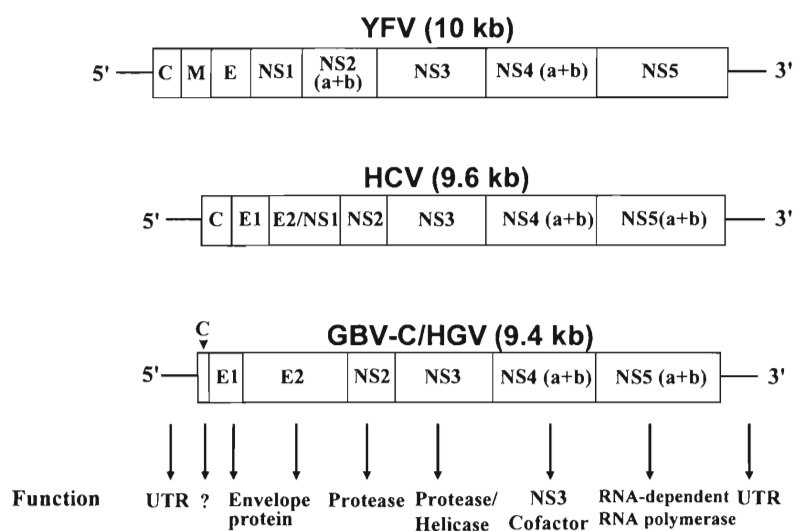 YFV (10 kb)
5' C M E NS1 NS2 (a+b) NS3 NS4 (a+b) NS5 3'
HCV (9.6 kb)
5' C E1 E2/NS1 NS2 NS3 NS4 (a+b) NS5(a+b) 3'
C
GBV-C/HGV (9.4 kb)
5' E1 E2 NS2 NS3 NS4 (a+b) NS5 (a+b) 3'
Function UTR ? Envelope protein Protease Protease/ Helicase NS3 Cofactor RNA-dependent RNA polymerase UTR